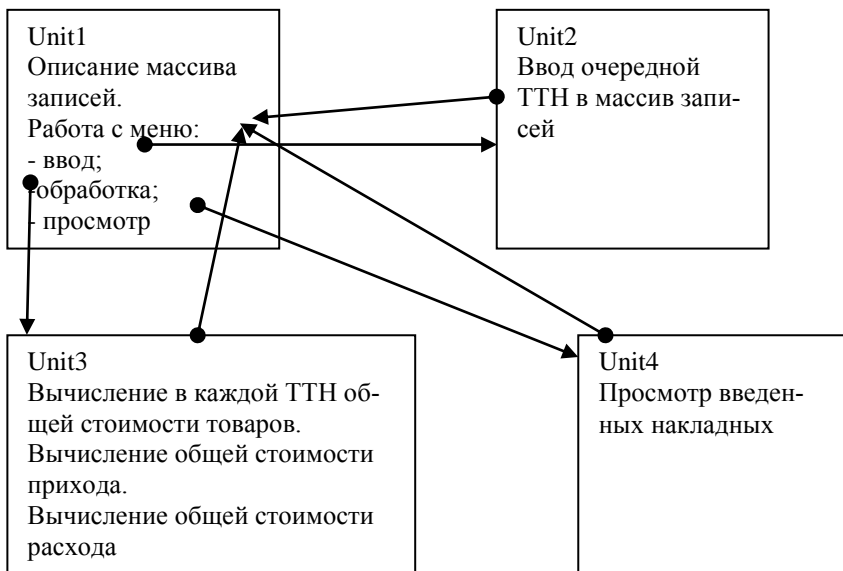 Unit1
Описание массива
записей.
Работа с меню:
- ввод;
-обработка;
- просмотр
Unit2
Ввод очередной
ТТН в массив запи-
сей
Unit3
Вычисление в каждой ТТН об-
щей стоимости товаров.
Вычисление общей стоимости
прихода.
Вычисление общей стоимости
расхода
Unit4
Просмотр введен-
ных накладных